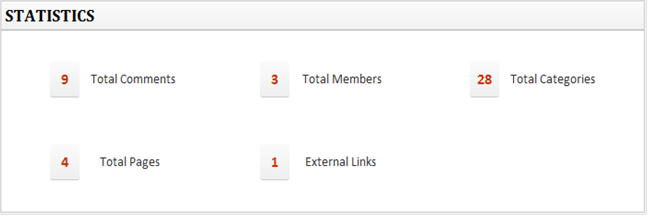 STATISTICS
9 Total Comments 3 Total Members 28 Total Categories
4 Total Pages 1 External Links